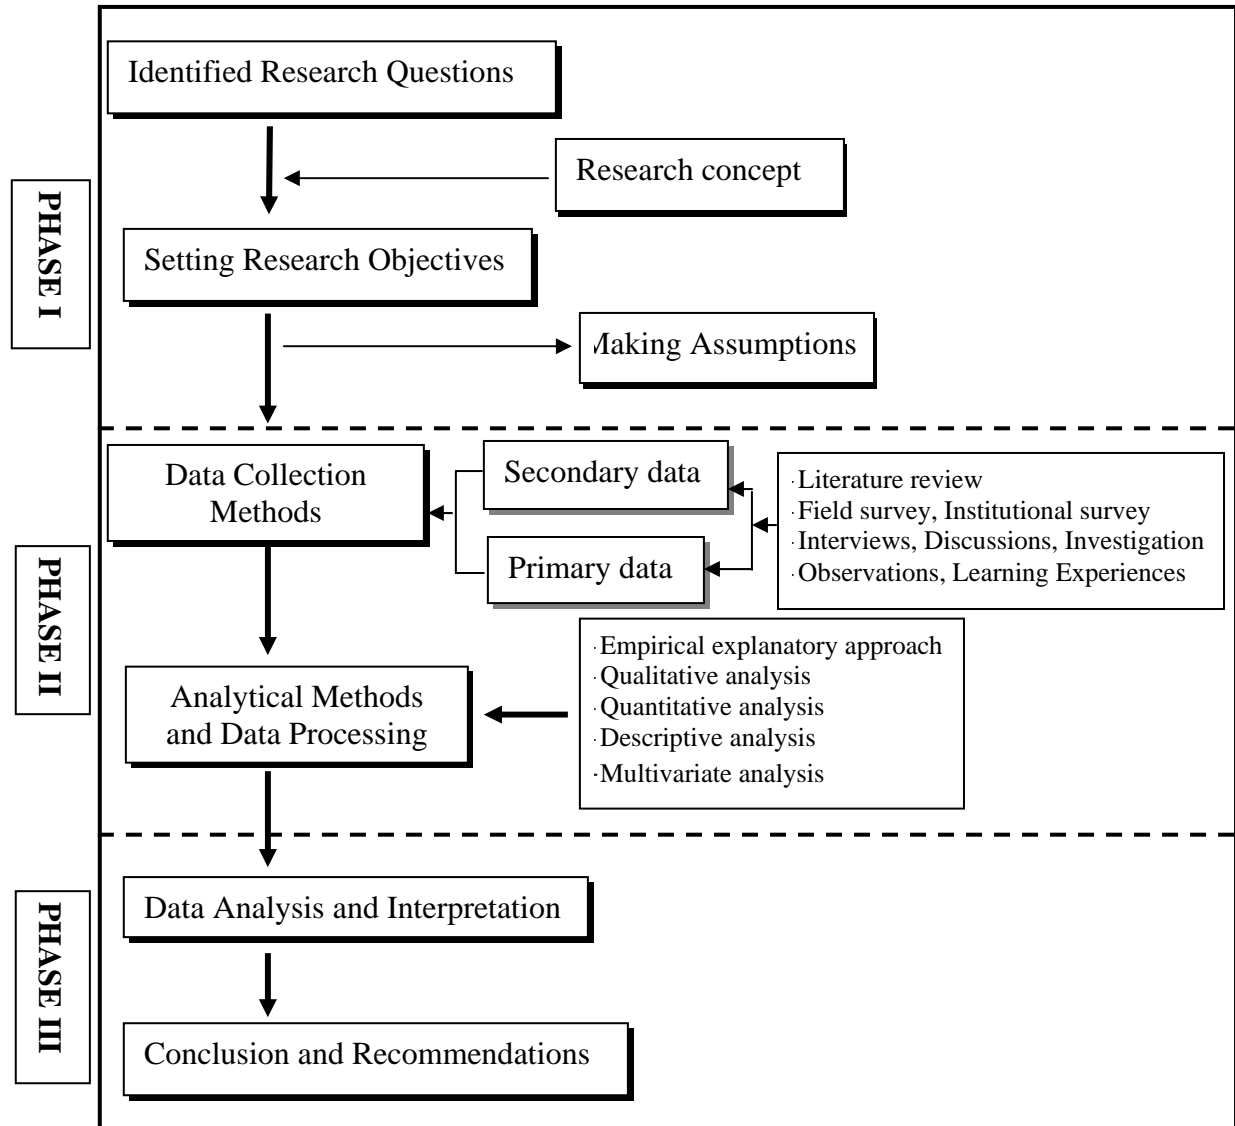 PHASE I
Identified Research Questions
Research concept
Setting Research Objectives
Making Assumptions
PHASE II
Data Collection
Methods
Secondary data
Primary data
·Literature review
·Field survey, Institutional survey
·Interviews, Discussions, Investigation
·Observations, Learning Experiences
Analytical Methods
and Data Processing
·Empirical explanatory approach
·Qualitative analysis
·Quantitative analysis
·Descriptive analysis
·Multivariate analysis
PHASE III
Data Analysis and Interpretation
Conclusion and Recommendations